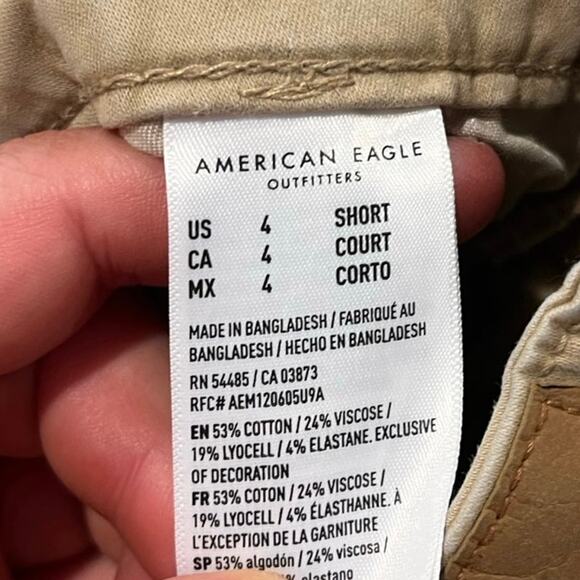 AMERICAN EAGLE
OUTFITTERS
US 4 SHORT
CA 4 COURT
MX 4 CORTO
MADE IN BANGLADESH / FABRIQUÉ AU
BANGLADESH / HECHO EN BANGLADESH
RN 54485 / CA 03873
RFC# AEM120605U9A
EN 53% COTTON / 24% VISCOSE /
19% LYOCELL / 4% ELASTANE. EXCLUSIVE
OF DECORATION
FR 53% COTON / 24% VISCOSE /
19% LYOCELL / 4% ÉLASTHANNE. À
L'EXCEPTION DE LA GARNITURE
SP 53% algodón / 24% viscosa /
elastano